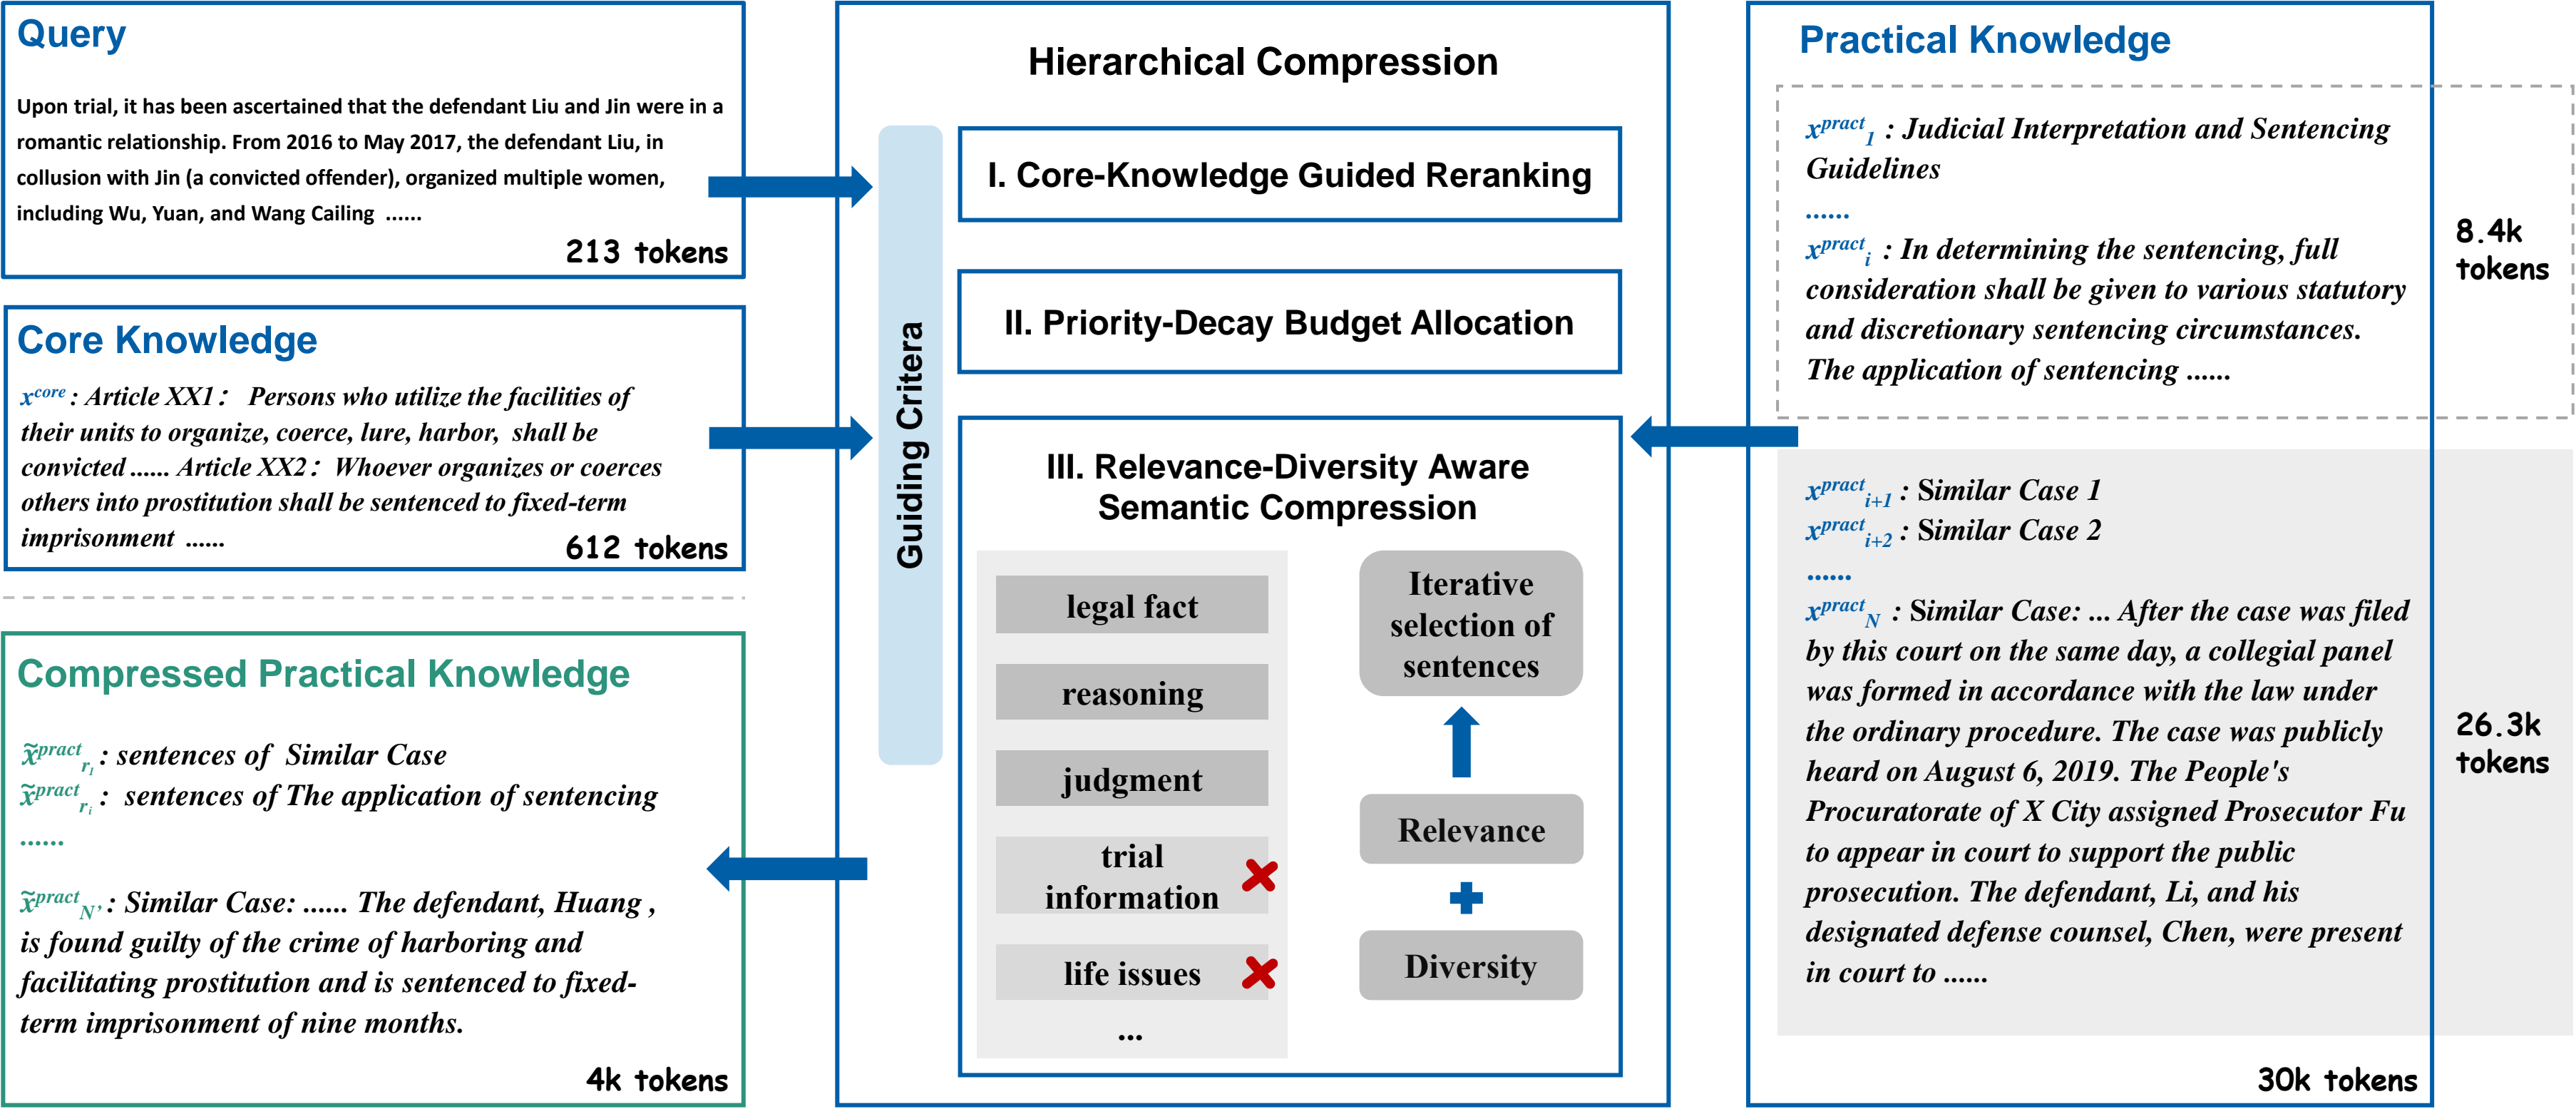 Query
Upon trial, it has been ascertained that the defendant Liu and Jin were in a
romantic relationship. From 2016 to May 2017, the defendant Liu, in
collusion with Jin (a convicted offender), organized multiple women,
including Wu, Yuan, and Wang Cailing ......
213 tokens
Core Knowledge
x^core : Article XX1： Persons who utilize the facilities of
their units to organize, coerce, lure, harbor, shall be
convicted ...... Article XX2： Whoever organizes or coerces
others into prostitution shall be sentenced to fixed-term
imprisonment ......
612 tokens
Compressed Practical Knowledge
x̃^pract_r_1 : sentences of Similar Case
x̃^pract_r_i : sentences of The application of sentencing
......
x̃^pract_N' : Similar Case: ...... The defendant, Huang ,
is found guilty of the crime of harboring and
facilitating prostitution and is sentenced to fixed-
term imprisonment of nine months.
4k tokens
Hierarchical Compression
Guiding Critera
I. Core-Knowledge Guided Reranking
II. Priority-Decay Budget Allocation
III. Relevance-Diversity Aware
Semantic Compression
legal fact
reasoning
judgment
trial
information
life issues
...
Iterative
selection of
sentences
Relevance
Diversity
Practical Knowledge
x^pract_1 : Judicial Interpretation and Sentencing
Guidelines
......
x^pract_i : In determining the sentencing, full
consideration shall be given to various statutory
and discretionary sentencing circumstances.
The application of sentencing ......
8.4k
tokens
x^pract_i+1 : Similar Case 1
x^pract_i+2 : Similar Case 2
......
x^pract_N : Similar Case: ... After the case was filed
by this court on the same day, a collegial panel
was formed in accordance with the law under
the ordinary procedure. The case was publicly
heard on August 6, 2019. The People's
Procuratorate of X City assigned Prosecutor Fu
to appear in court to support the public
prosecution. The defendant, Li, and his
designated defense counsel, Chen, were present
in court to ......
26.3k
tokens
30k tokens